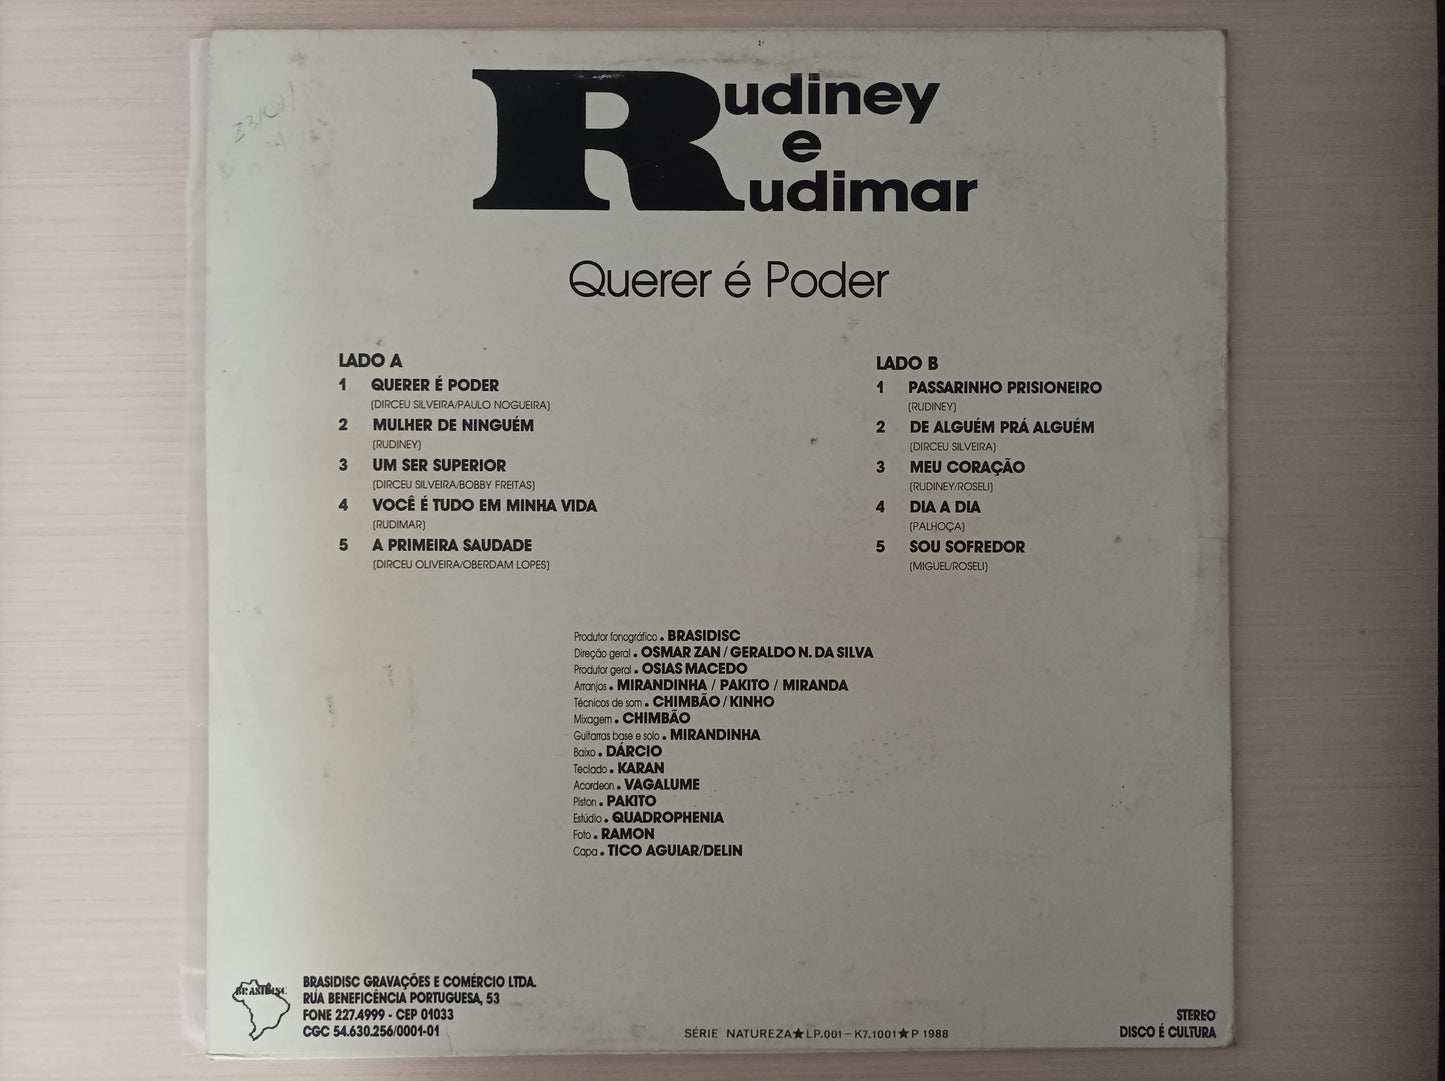 Rudiney
e
Rudimar
Querer é Poder
LADO A
1 QUERER É PODER
(DIRCEU SILVEIRA/PAULO NOGUEIRA)
2 MULHER DE NINGUÉM
(RUDINEY)
3 UM SER SUPERIOR
(DIRCEU SILVEIRA/BOBBY FREITAS)
4 VOCÊ É TUDO EM MINHA VIDA
(RUDIMAR)
5 A PRIMEIRA SAUDADE
(DIRCEU OLIVEIRA/OBERDAM LOPES)
LADO B
1 PASSARINHO PRISIONEIRO
(RUDINEY)
2 DE ALGUÉM PRÁ ALGUÉM
(DIRCEU SILVEIRA)
3 MEU CORAÇÃO
(RUDINEY/ROSELI)
4 DIA A DIA
(PALHOÇA)
5 SOU SOFREDOR
(MIGUEL/ROSELI)
Produtor fonográfico • BRASIDISC
Direção geral • OSMAR ZAN / GERALDO N. DA SILVA
Produtor geral • OSIAS MACEDO
Arranjos • MIRANDINHA / PAKITO / MIRANDA
Técnicos de som • CHIMBÃO / KINHO
Mixagem • CHIMBÃO
Guitarras base e solo • MIRANDINHA
Baixo • DÁRCIO
Teclado • KARAN
Acordeon • VAGALUME
Piston • PAKITO
Estúdio • QUADROPHENIA
Foto • RAMON
Capa • TICO AGUIAR/DELIN
BRASIDISC
BRASIDISC GRAVAÇÕES E COMÉRCIO LTDA.
RUA BENEFICÊNCIA PORTUGUESA, 53
FONE 227.4999 - CEP 01033
CGC 54.630.256/0001-01
SÉRIE NATUREZA★LP.001-K7.1001★P 1988
STEREO
DISCO É CULTURA